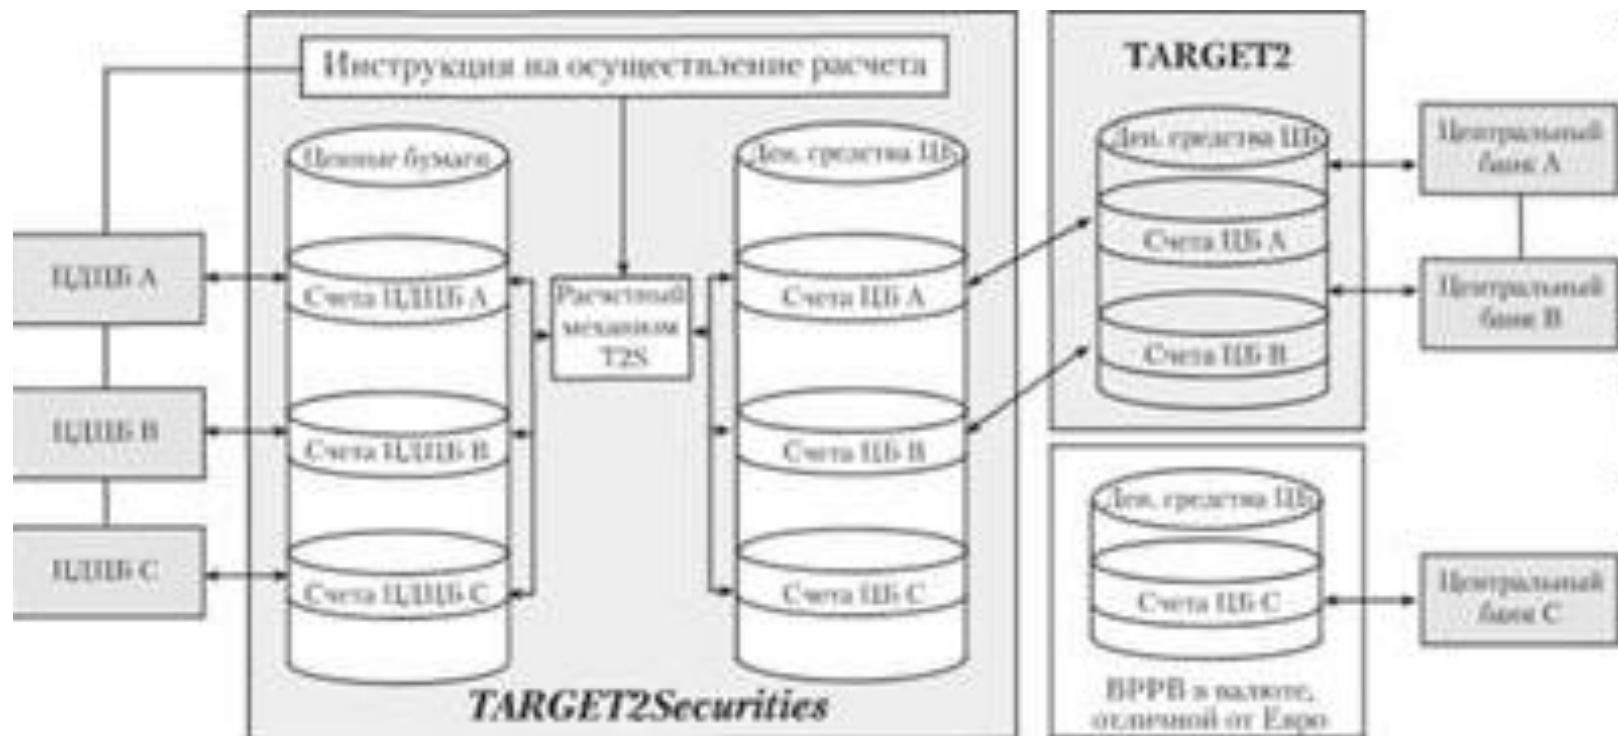 Инструкция на осуществление расчета
Ценные бумаги
Счета ЦДЦБ А
Счета ЦДЦБ В
Счета ЦДЦБ С
ЦДЦБ А
ЦДЦБ В
ЦДЦБ С
Расчетный
механизм
T2S
Ден. средства ЦБ
Счета ЦБ А
Счета ЦБ В
Счета ЦБ С
TARGET2Securities
TARGET2
Ден. средства ЦБ
Счета ЦБ А
Счета ЦБ В
Центральный
банк А
Центральный
банк В
Ден. средства ЦБ
Счета ЦБ С
ВРРВ в валюте,
отличной от Евро
Центральный
банк С